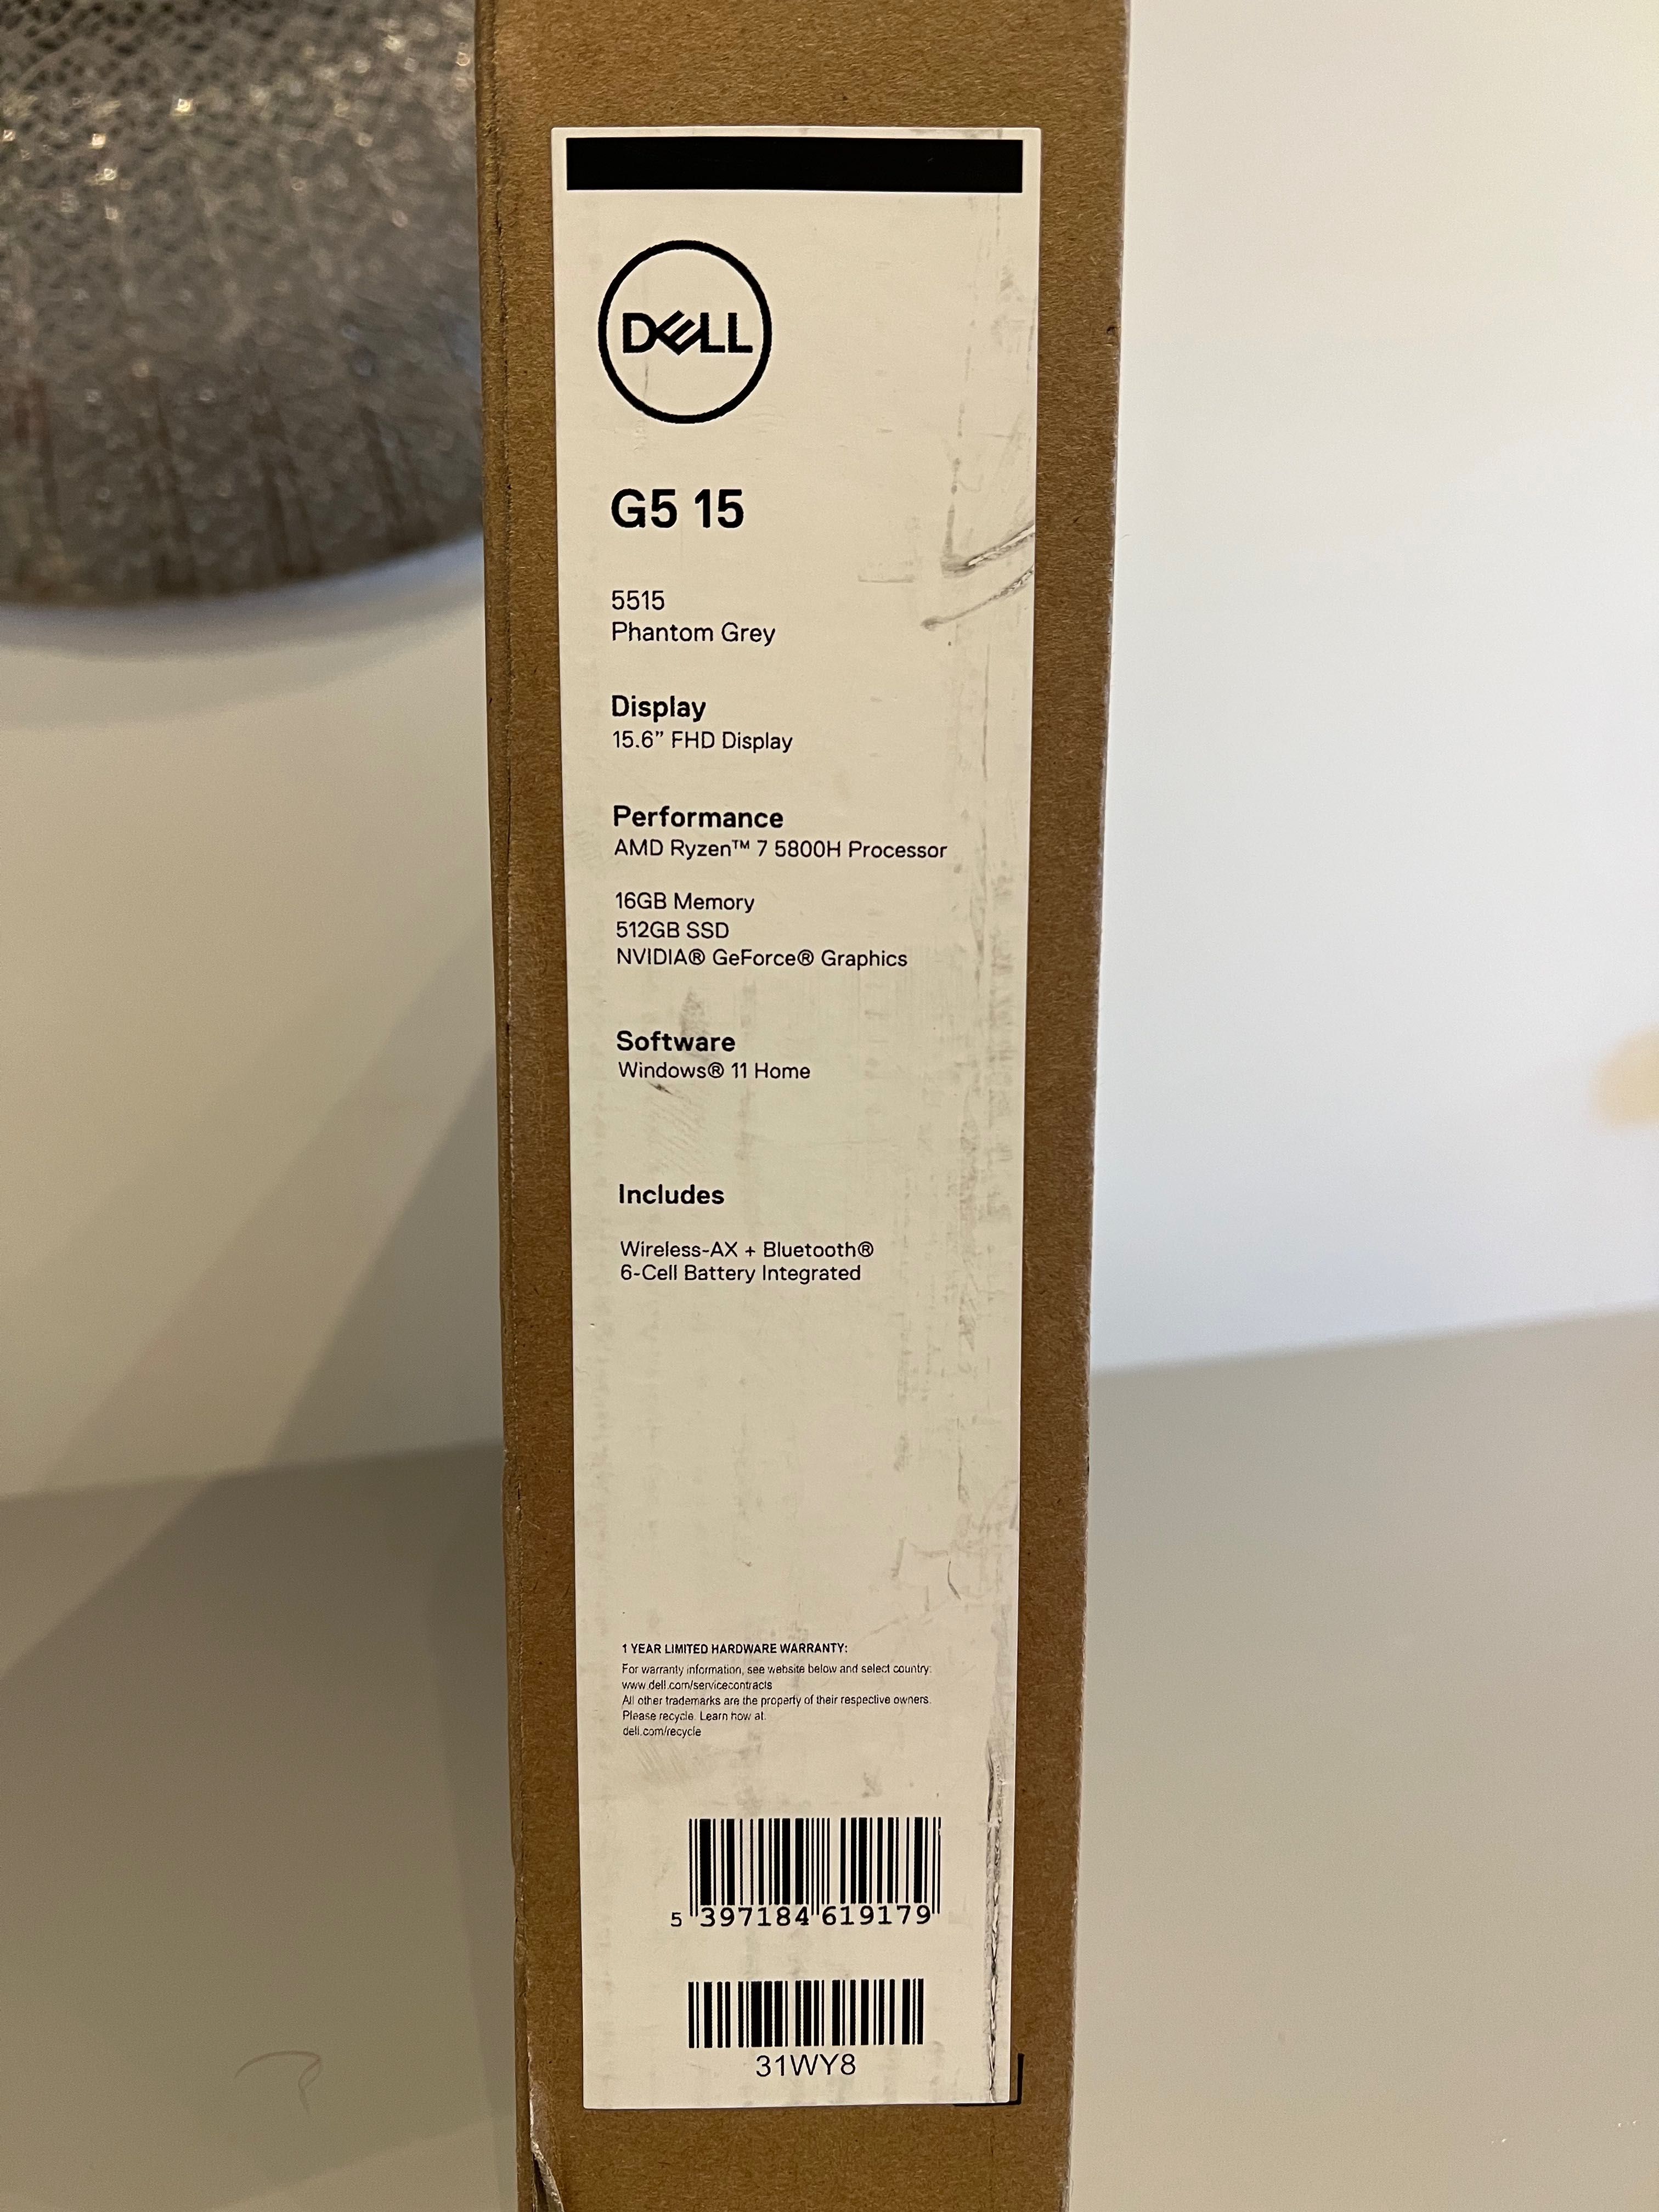 DELL
G5 15
5515
Phantom Grey
Display
15.6” FHD Display
Performance
AMD Ryzen™ 7 5800H Processor
16GB Memory
512GB SSD
NVIDIA® GeForce® Graphics
Software
Windows® 11 Home
Includes
Wireless-AX + Bluetooth®
6-Cell Battery Integrated
1 YEAR LIMITED HARDWARE WARRANTY:
For warranty information, see website below and select country:
www.dell.com/servicecontracts
All other trademarks are the property of their respective owners.
Please recycle. Learn how at:
dell.com/recycle
5 397184 619179
31WY8